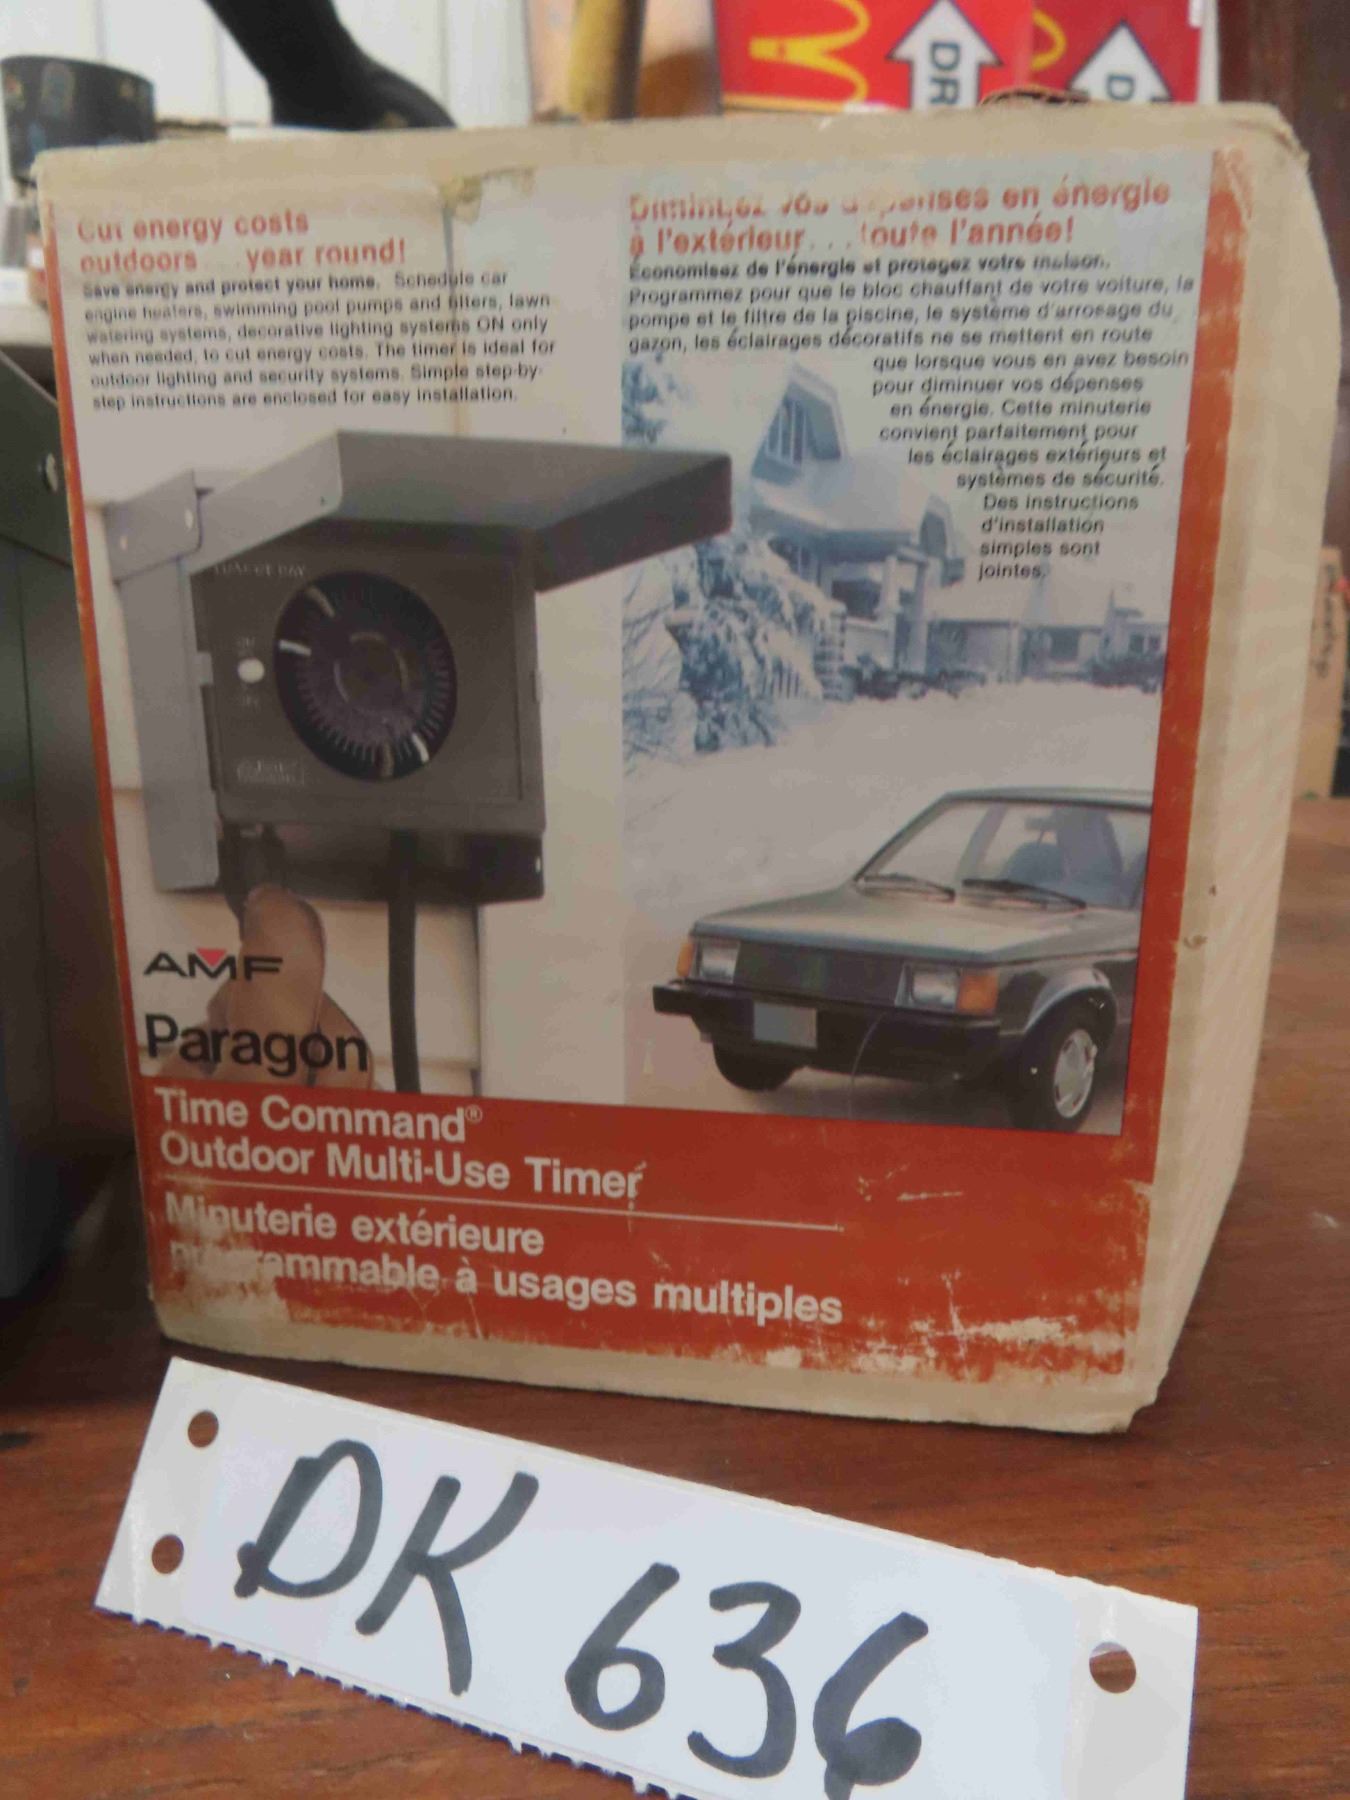 Cut energy costs
outdoors ... year round!
Save energy and protect your home. Schedule car
engine heaters, swimming pool pumps and filters, lawn
watering systems, decorative lighting systems ON only
when needed, to cut energy costs. The timer is ideal for
outdoor lighting and security systems. Simple step-by-
step instructions are enclosed for easy installation.
Diminuez vos dépenses en énergie
à l'extérieur... toute l'année!
Économisez de l'énergie et protegez votre maison.
Programmez pour que le bloc chauffant de votre voiture, la
pompe et le filtre de la piscine, le système d'arrosage du
gazon, les éclairages décoratifs ne se mettent en route
que lorsque vous en avez besoin
pour diminuer vos dépenses
en énergie. Cette minuterie
convient parfaitement pour
les éclairages extérieurs et
systèmes de sécurité.
Des instructions
d'installation
simples sont
jointes.
AMF
Paragon
Time Command®
Outdoor Multi-Use Timer
Minuterie extérieure
programmable à usages multiples
DK 636
DR
D